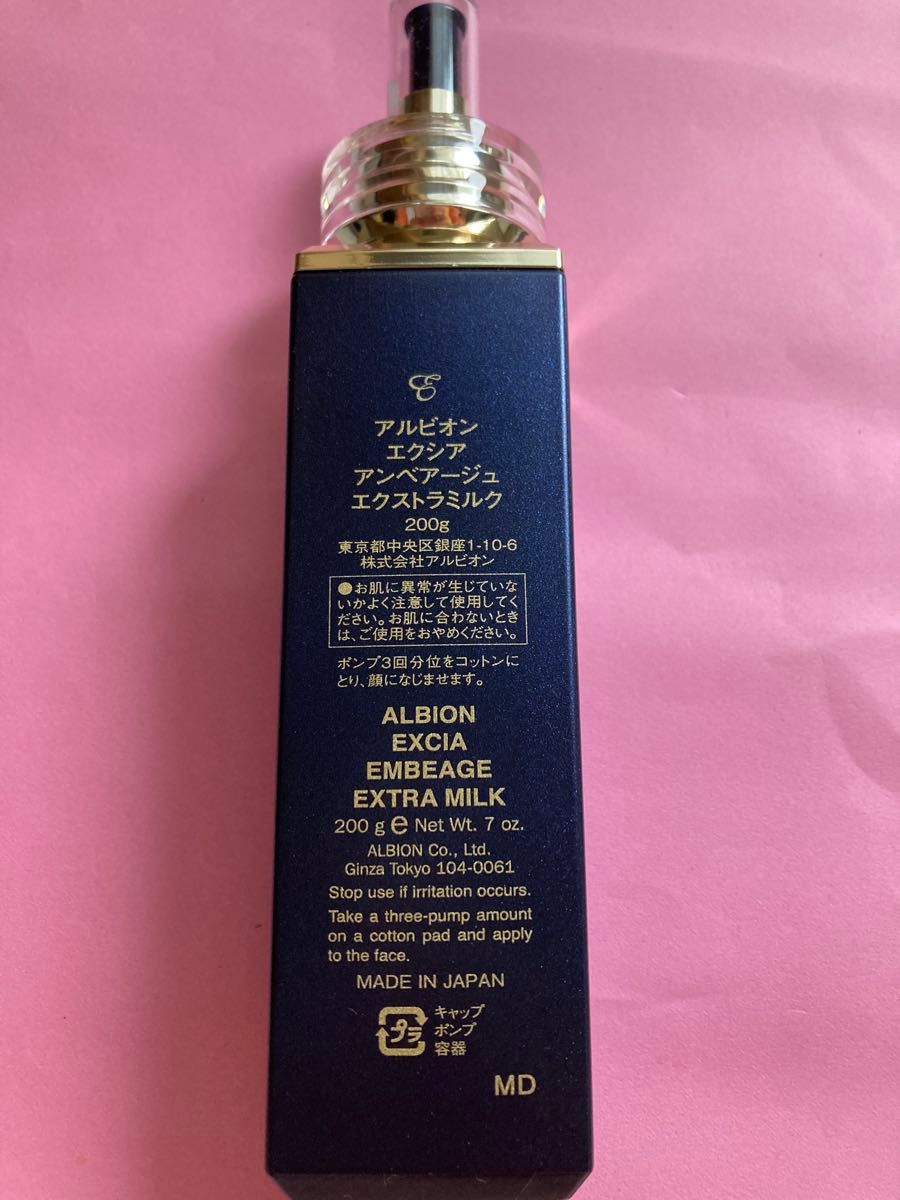 アルビオン
エクシア
アンベアージュ
エクストラミルク
200g
東京都中央区銀座1-10-6
株式会社アルビオン
●お肌に異常が生じていな
いかよく注意して使用してく
ださい。お肌に合わないとき
は、ご使用をおやめください。
ポンプ3回分位をコットンに
とり、顔になじませます。
ALBION
EXCIA
EMBEAGE
EXTRA MILK
200 g ℮ Net Wt. 7 oz.
ALBION Co., Ltd.
Ginza Tokyo 104-0061
Stop use if irritation occurs.
Take a three-pump amount
on a cotton pad and apply
to the face.
MADE IN JAPAN
プラ
キャップ
ポンプ
容器
MD